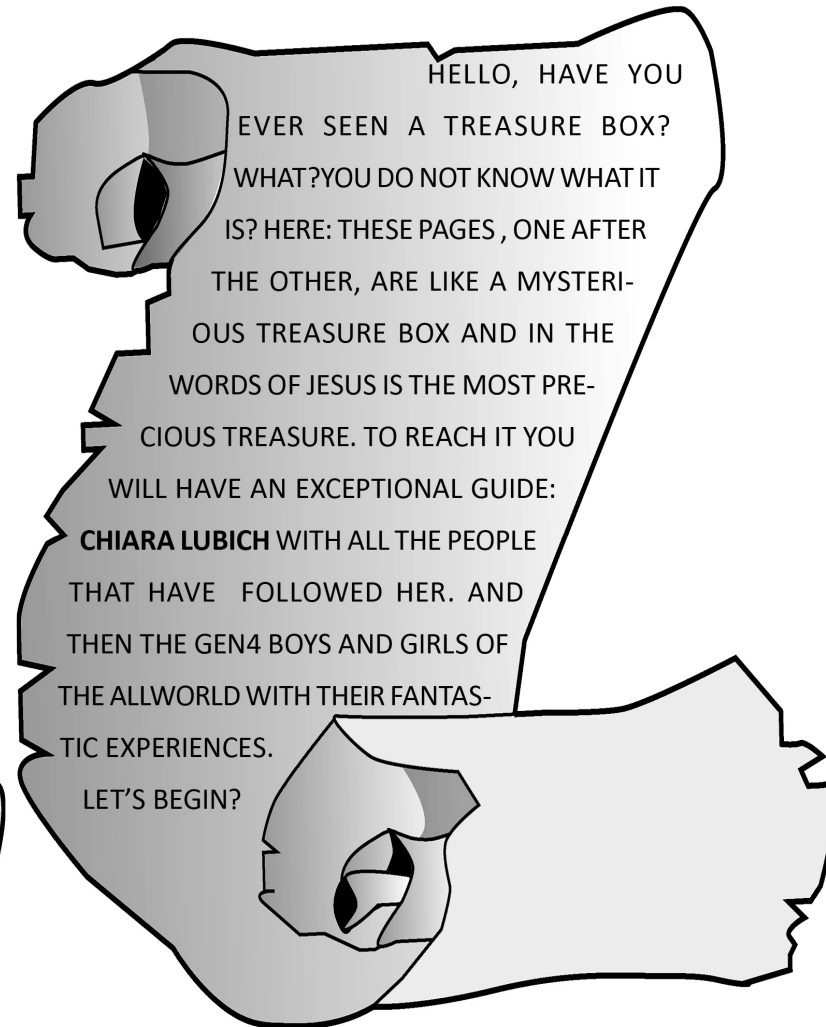 HELLO, HAVE YOU
EVER SEEN A TREASURE BOX?
WHAT?YOU DO NOT KNOW WHAT IT
IS? HERE: THESE PAGES , ONE AFTER
THE OTHER, ARE LIKE A MYSTERI-
OUS TREASURE BOX AND IN THE
WORDS OF JESUS IS THE MOST PRE-
CIOUS TREASURE. TO REACH IT YOU
WILL HAVE AN EXCEPTIONAL GUIDE:
CHIARA LUBICH WITH ALL THE PEOPLE
THAT HAVE FOLLOWED HER. AND
THEN THE GEN4 BOYS AND GIRLS OF
THE ALLWORLD WITH THEIR FANTAS-
TIC EXPERIENCES.
LET’S BEGIN?